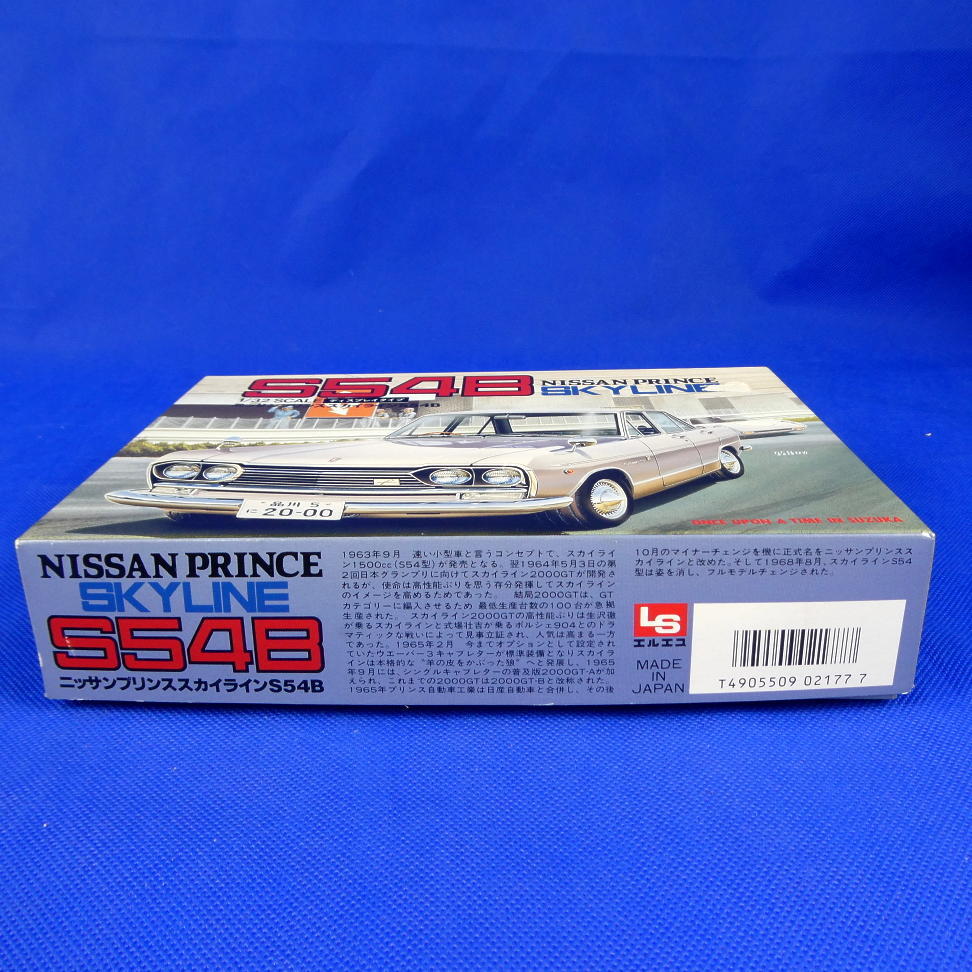 S54B NISSAN PRINCE
SKYLINE
1/32 SCALE ディスプレイタイプ
品川 5
に 20-00
ONCE UPON A TIME IN SUZUKA
NISSAN PRINCE
SKYLINE
S54B
ニッサンプリンススカイラインS54B
1963年9月 速い小型車と言うコンセプトで、スカイライ
ン1500cc(S54型)が発売となる。翌1964年5月3日の第
2回日本グランプリに向けてスカイライン2000GTが開発さ
れるが、使命は高性能ぶりを思う存分発揮してスカイライン
のイメージを高めるためであった。 結局2000GTは、GT
カテゴリーに編入させるため 最低生産台数の100台が急拠
生産された。 スカイライン2000GTの高性能ぶりは生沢徹
が乗るスカイラインと式場壮吉が乗るポルシェ904とのドラ
マティックな戦いによって見事立証され、人気は高まる一方
であった。1965年2月 今までオプションとして設定され
ていたウエーバー3キャブレターが標準装備となりスカイラ
インは本格的な“羊の皮をかぶった狼”へと発展し、1965
年9月には、シングルキャブレターの普及版2000GT-Aが加
えられ、これまでの2000GTは2000GT-Bと改称された。
1965年プリンス自動車工業は日産自動車と合併し、その後
10月のマイナーチェンジを機に正式名をニッサンプリンスス
カイラインと改めた。そして1968年8月、スカイラインS54
型は姿を消し、フルモデルチェンジされた。
LS
エルエス
MADE
IN
JAPAN
T4905509 02177 7